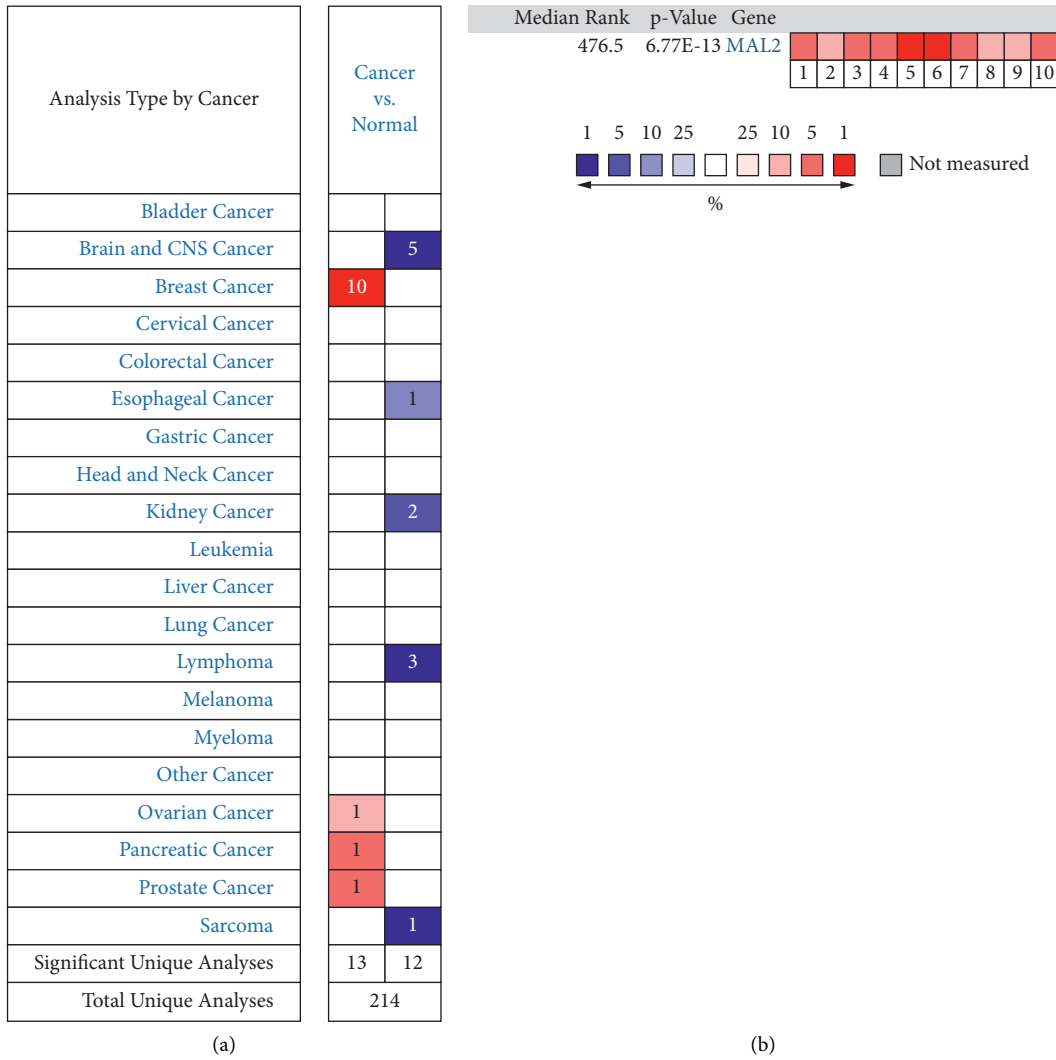 Analysis Type by Cancer
Cancer
vs.
Normal
Bladder Cancer
Brain and CNS Cancer 5
Breast Cancer 10
Cervical Cancer
Colorectal Cancer
Esophageal Cancer 1
Gastric Cancer
Head and Neck Cancer
Kidney Cancer 2
Leukemia
Liver Cancer
Lung Cancer
Lymphoma 3
Melanoma
Myeloma
Other Cancer
Ovarian Cancer 1
Pancreatic Cancer 1
Prostate Cancer 1
Sarcoma 1
Significant Unique Analyses 13 12
Total Unique Analyses 214
(a)
Median Rank p-Value Gene
476.5 6.77E-13 MAL2
1 2 3 4 5 6 7 8 9 10
1 5 10 25 25 10 5 1
Not measured
%
(b)